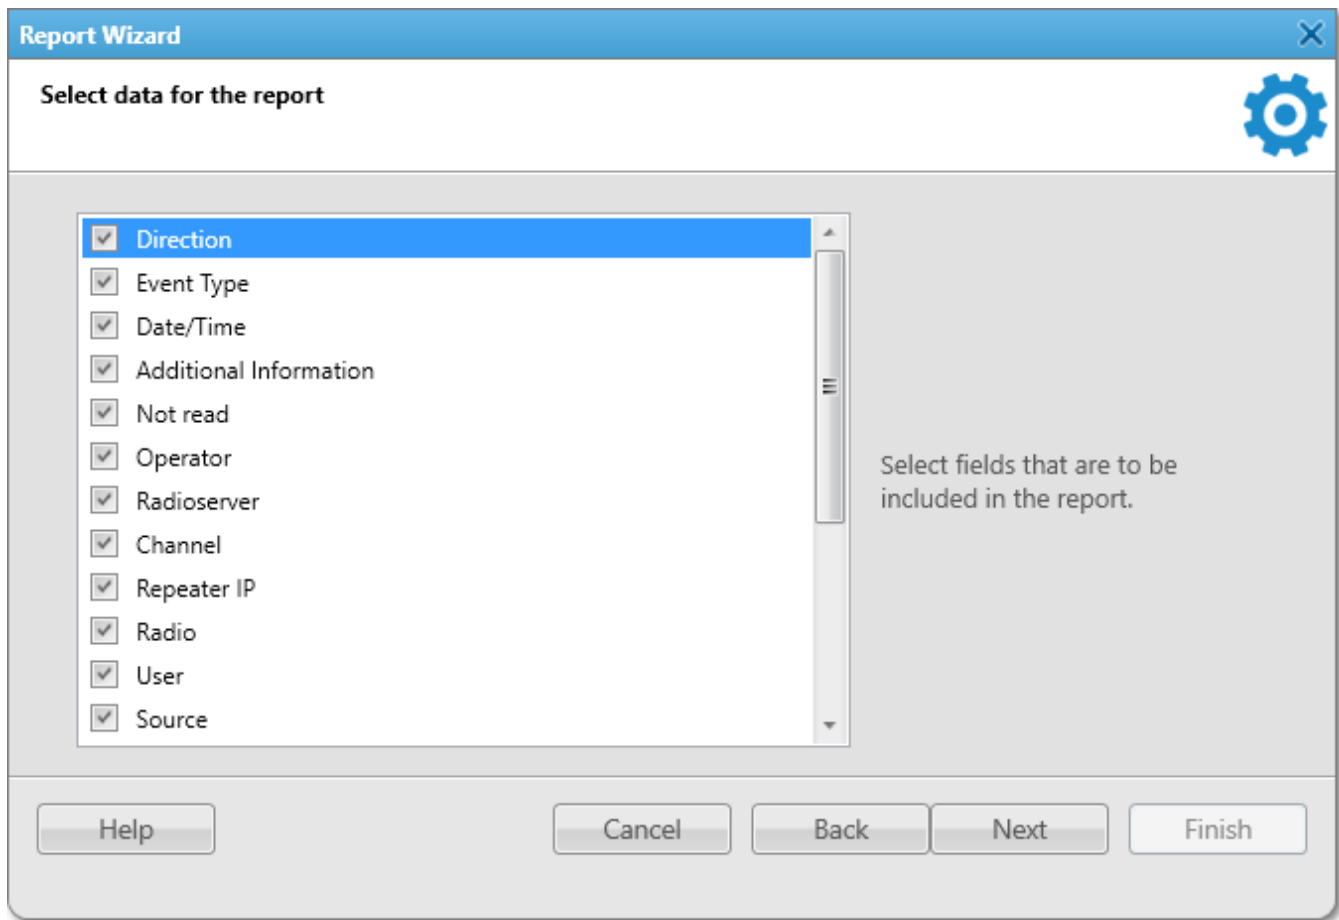 Report Wizard
Select data for the report
Direction
Event Type
Date/Time
Additional Information
Not read
Operator
Radioserver
Channel
Repeater IP
Radio
User
Source
Select fields that are to be
included in the report.
Help
Cancel
Back
Next
Finish